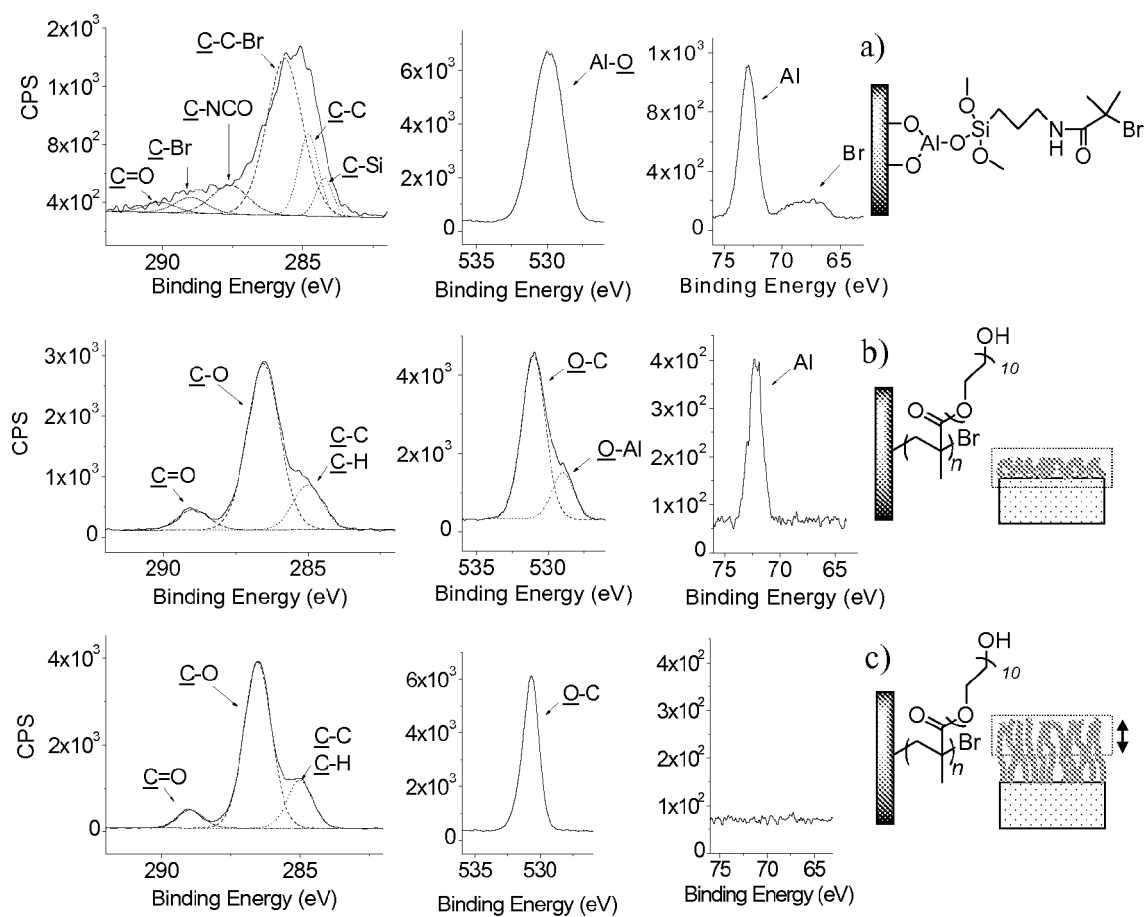 2x10³
1x10³
8x10²
4x10²
CPS
C-C-Br
C-NCO
C-Br
C=O
C-C
C-Si
290 285
Binding Energy (eV)
6x10³
4x10³
2x10³
0
Al-O
535 530
Binding Energy (eV)
1x10³
8x10²
6x10²
4x10²
2x10²
0
Al
Br
75 70 65
Binding Energy (eV)
a)
O
O
Al-O
O
Si
O
N
H
O
Br
3x10³
2x10³
1x10³
0
CPS
C-O
C=O
C-C
C-H
290 285
Binding Energy (eV)
4x10³
2x10³
0
O-C
O-Al
535 530
Binding Energy (eV)
4x10²
3x10²
2x10²
1x10²
0
Al
75 70 65
Binding Energy (eV)
b)
OH
10
O
O
Br
n
4x10³
2x10³
0
CPS
C-O
C=O
C-C
C-H
290 285
Binding Energy (eV)
6x10³
4x10³
2x10³
0
O-C
535 530
Binding Energy (eV)
4x10²
3x10²
2x10²
1x10²
0
75 70 65
Binding Energy (eV)
c)
OH
10
O
O
Br
n